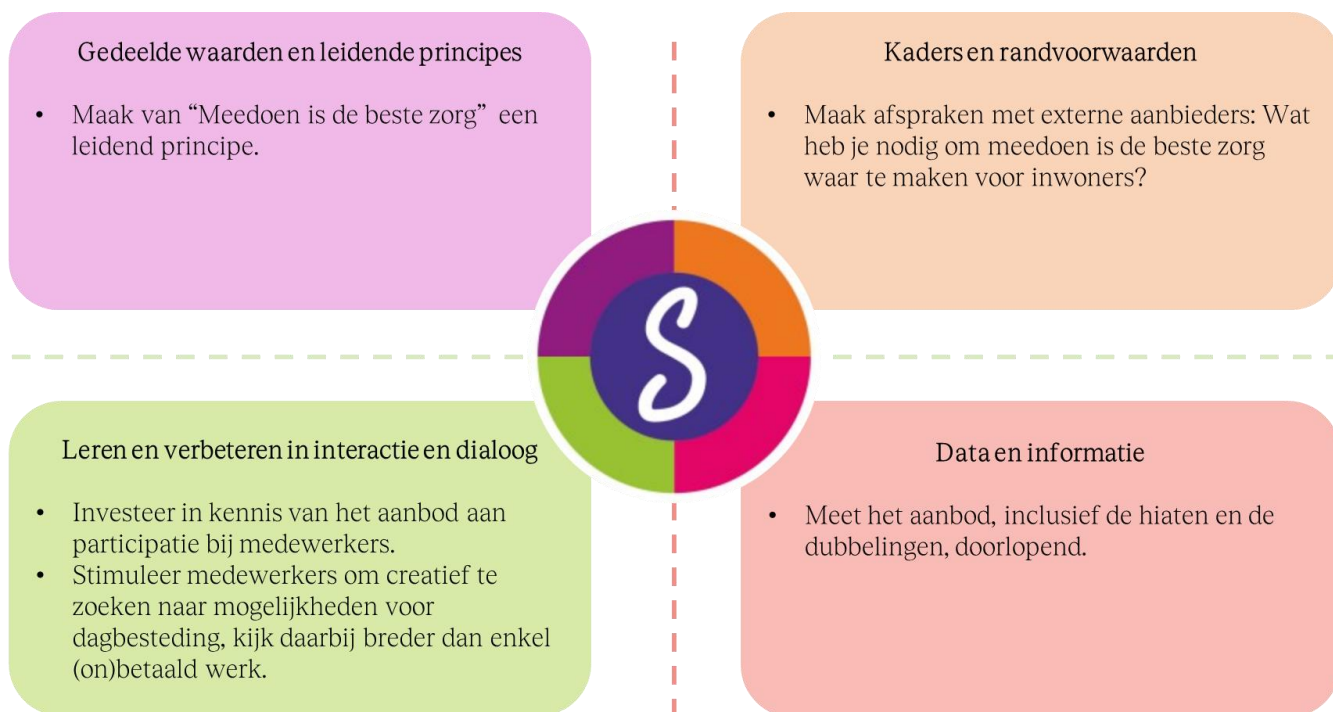 Gedeelde waarden en leidende principes
• Maak van “Meedoen is de beste zorg” een
leidend principe.
Kaders en randvoorwaarden
• Maak afspraken met externe aanbieders: Wat
heb je nodig om meedoen is de beste zorg
waar te maken voor inwoners?
S
Leren en verbeteren in interactie en dialoog
• Investeer in kennis van het aanbod aan
participatie bij medewerkers.
• Stimuleer medewerkers om creatief te
zoeken naar mogelijkheden voor
dagbesteding, kijk daarbij breder dan enkel
(on)betaald werk.
Data en informatie
• Meet het aanbod, inclusief de hiaten en de
dubbelingen, doorlopend.